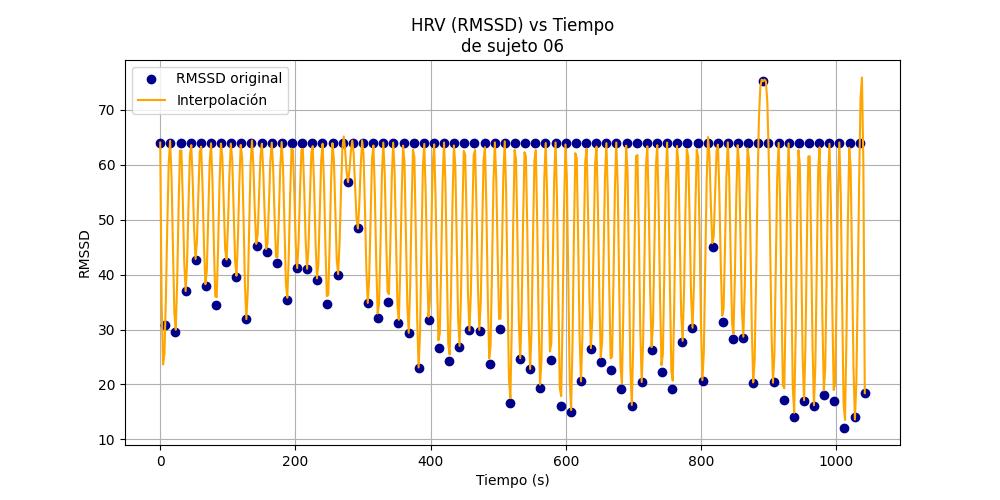 HRV (RMSSD) vs Tiempo
de sujeto 06
RMSSD original
Interpolación
70
60
50
40
30
20
10
RMSSD
0 200 400 600 800 1000
Tiempo (s)